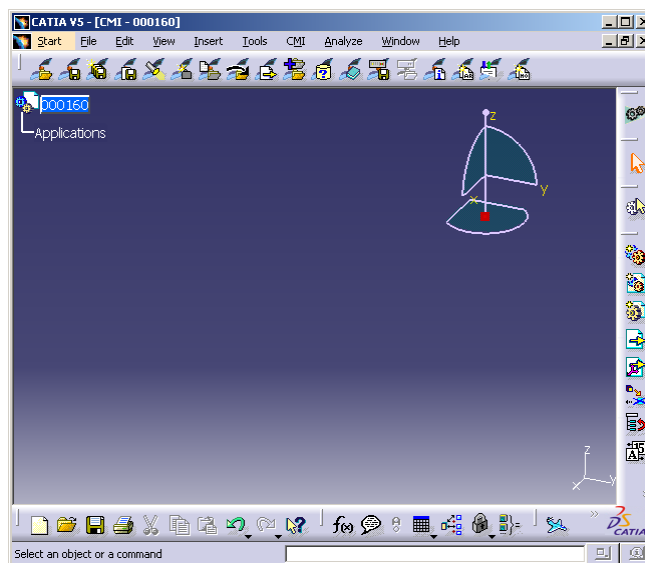 CATIA V5 - [CMI - 000160]
Start File Edit View Insert Tools CMI Analyze Window Help
000160
Applications
z
y
x
z
x y
f(x)
CATIA
Select an object or a command